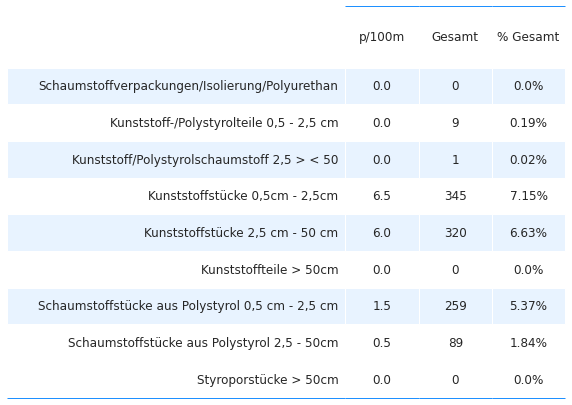 p/100m Gesamt % Gesamt
Schaumstoffverpackungen/Isolierung/Polyurethan 0.0 0 0.0%
Kunststoff-/Polystyrolteile 0,5 - 2,5 cm 0.0 9 0.19%
Kunststoff/Polystyrolschaumstoff 2,5 > < 50 0.0 1 0.02%
Kunststoffstücke 0,5cm - 2,5cm 6.5 345 7.15%
Kunststoffstücke 2,5 cm - 50 cm 6.0 320 6.63%
Kunststoffteile > 50cm 0.0 0 0.0%
Schaumstoffstücke aus Polystyrol 0,5 cm - 2,5 cm 1.5 259 5.37%
Schaumstoffstücke aus Polystyrol 2,5 - 50cm 0.5 89 1.84%
Styroporstücke > 50cm 0.0 0 0.0%